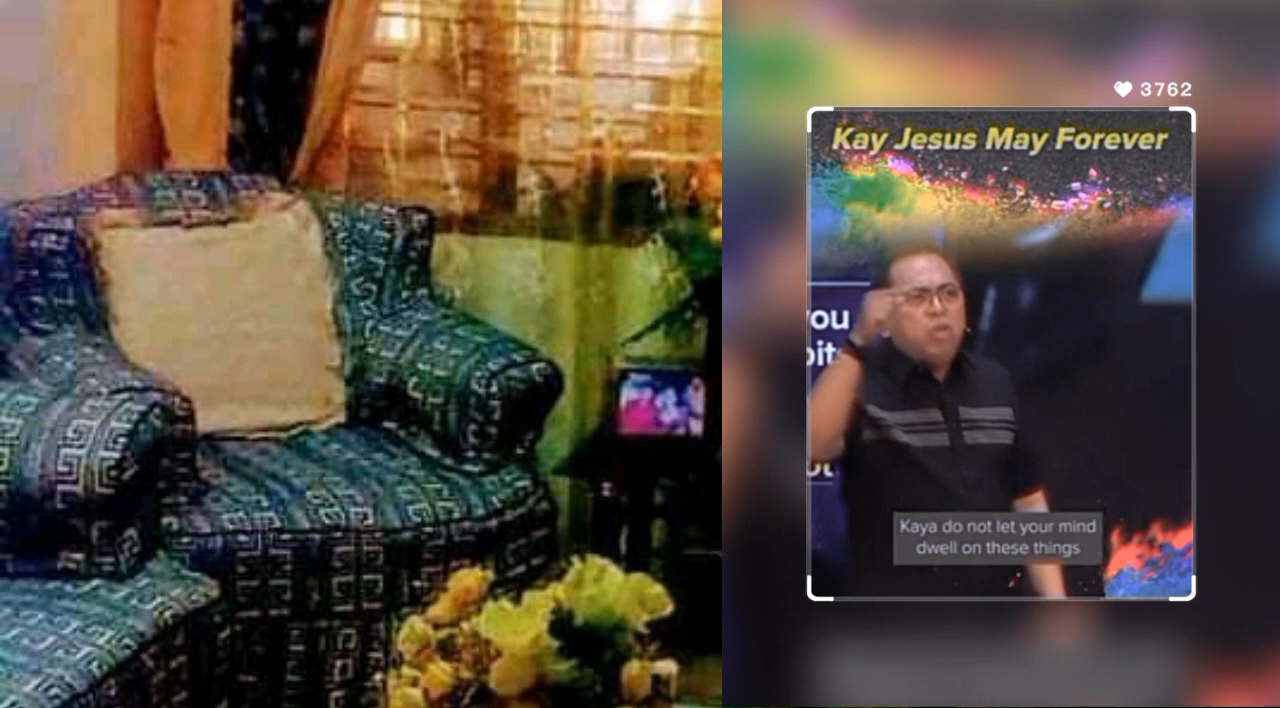 3762
Kay Jesus May Forever
you
Kaya do not let your mind
dwell on these things